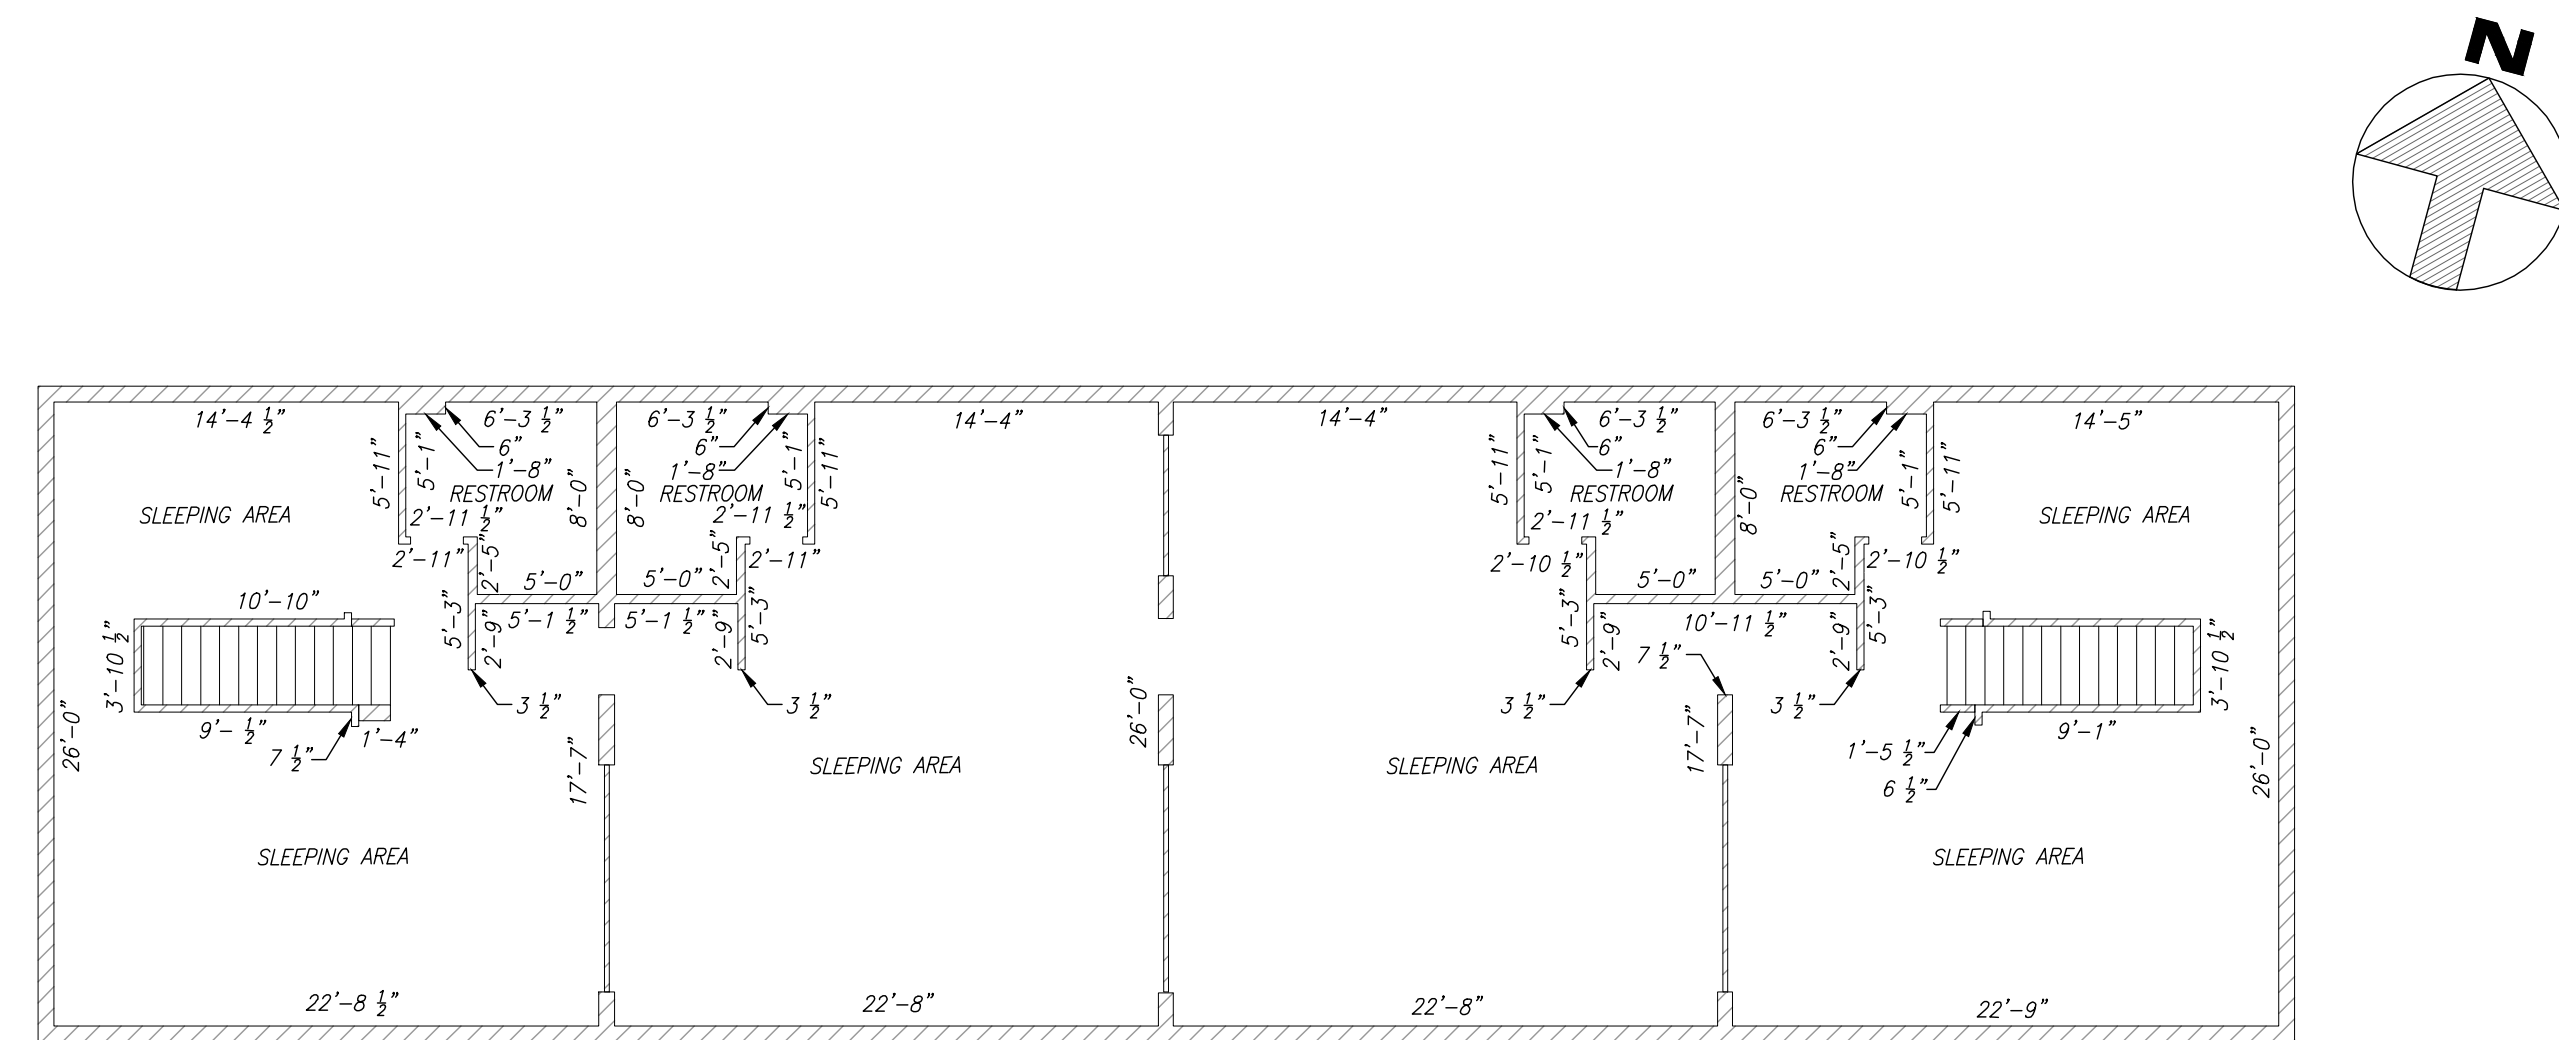 N
14'-4 ½" 6'-3 ½" 6'-3 ½" 14'-4" 14'-4" 6'-3 ½" 6'-3 ½" 14'-5"
6" 6" 6" 6"
1'-8" 1'-8" 1'-8" 1'-8"
5'-11" 5'-1" 8'-0" 8'-0" 5'-1" 5'-11" 5'-11" 5'-1" 8'-0" 5'-1" 5'-11"
RESTROOM RESTROOM RESTROOM RESTROOM
SLEEPING AREA 2'-11 ½" 2'-11 ½" 2'-11 ½" SLEEPING AREA
2'-11" 2'-5" 2'-5" 2'-11" 2'-10 ½" 2'-5" 2'-10 ½"
5'-0" 5'-0" 5'-0" 5'-0"
10'-10" 5'-3" 2'-9" 5'-1 ½" 5'-1 ½" 2'-9" 5'-3" 5'-3" 2'-9" 10'-11 ½" 2'-9" 5'-3"
3'-10 ½" 7 ½" 3'-10 ½"
3 ½" 3 ½" 3 ½" 3 ½"
26'-0" 9'- ½" 1'-4" 26'-0" 17'-7" 9'-1" 26'-0"
7 ½" 17'-7" 1'-5 ½"
SLEEPING AREA SLEEPING AREA
6 ½"
SLEEPING AREA SLEEPING AREA
22'-8 ½" 22'-8" 22'-8" 22'-9"